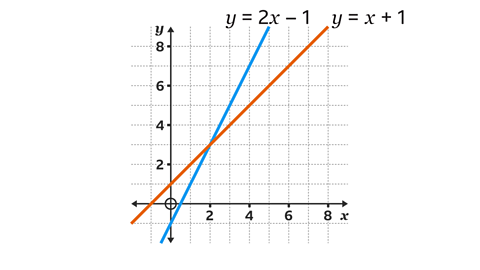 y = 2x – 1 y = x + 1
y
8
6
4
2
2 4 6 8 x